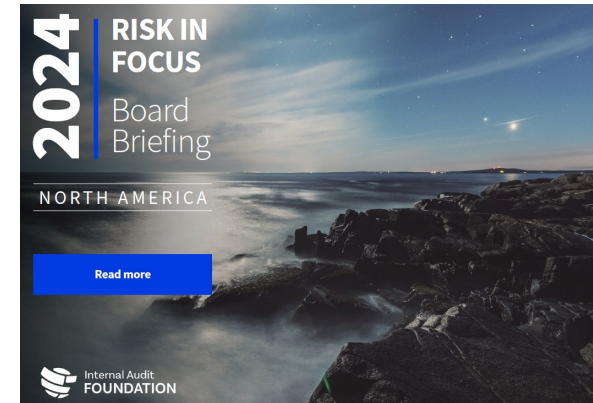 2024
RISK IN
FOCUS
Board
Briefing
NORTH AMERICA
Read more
Internal Audit
FOUNDATION